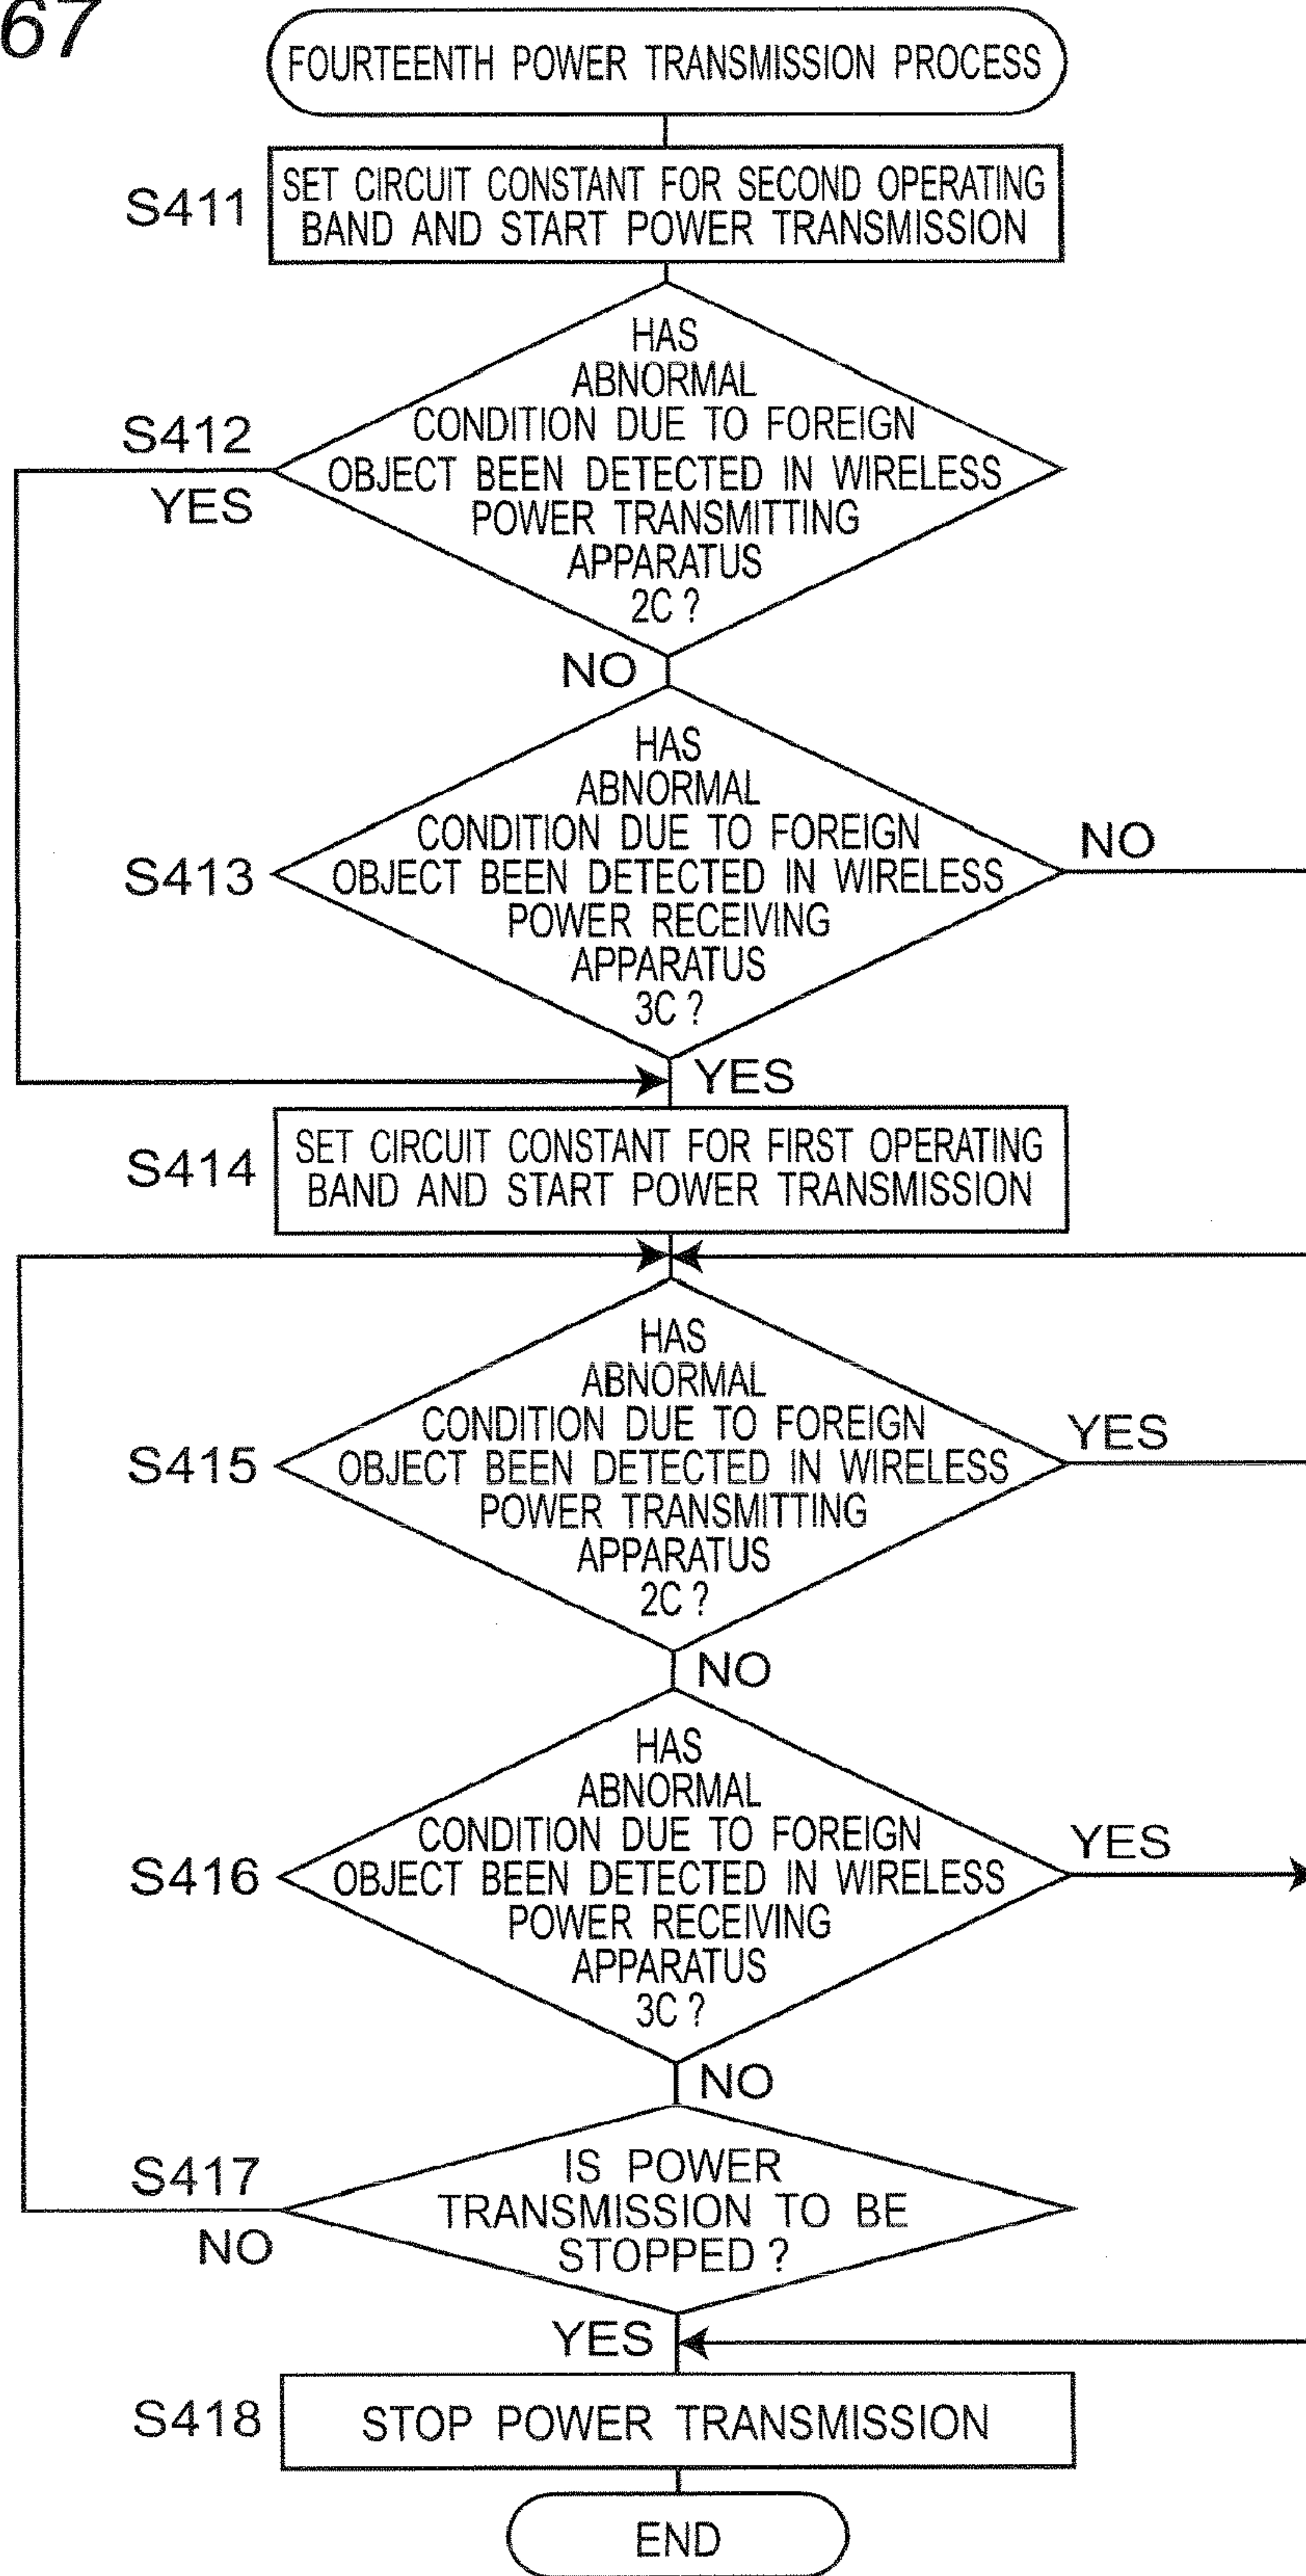 67
FOURTEENTH POWER TRANSMISSION PROCESS
S411
SET CIRCUIT CONSTANT FOR SECOND OPERATING
BAND AND START POWER TRANSMISSION
S412
YES
HAS
ABNORMAL
CONDITION DUE TO FOREIGN
OBJECT BEEN DETECTED IN WIRELESS
POWER TRANSMITTING
APPARATUS
2C ?
NO
S413
HAS
ABNORMAL
CONDITION DUE TO FOREIGN
OBJECT BEEN DETECTED IN WIRELESS
POWER RECEIVING
APPARATUS
3C ?
NO
YES
S414
SET CIRCUIT CONSTANT FOR FIRST OPERATING
BAND AND START POWER TRANSMISSION
S415
HAS
ABNORMAL
CONDITION DUE TO FOREIGN
OBJECT BEEN DETECTED IN WIRELESS
POWER TRANSMITTING
APPARATUS
2C ?
YES
NO
S416
HAS
ABNORMAL
CONDITION DUE TO FOREIGN
OBJECT BEEN DETECTED IN WIRELESS
POWER RECEIVING
APPARATUS
3C ?
YES
NO
S417
NO
IS POWER
TRANSMISSION TO BE
STOPPED ?
YES
S418
STOP POWER TRANSMISSION
END